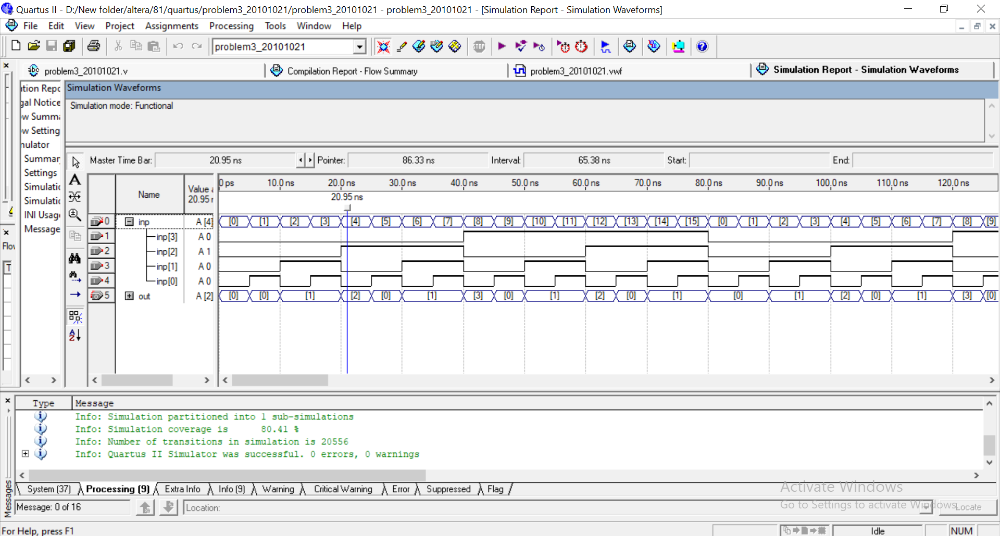 Quartus II - D:/New folder/altera/81/quartus/problem3_20101021/problem3_20101021 - problem3_20101021 - [Simulation Report - Simulation Waveforms]
File Edit View Project Assignments Processing Tools Window Help
problem3_20101021
STOP
abc problem3_20101021.v Compilation Report - Flow Summary problem3_20101021.vwf Simulation Report - Simulation Waveforms
tion Repo
gal Notice
w Summa
w Setting
mulator
Summar
Settings
Simulatic
Simulatic
INI Usag
Message
Simulation Waveforms
Simulation mode: Functional
Master Time Bar: 20.95 ns Pointer: 86.33 ns Interval: 65.38 ns Start: End:
Name Value a
20.95 r
0 ps 10.0 ns 20.0 ns 30.0 ns 40.0 ns 50.0 ns 60.0 ns 70.0 ns 80.0 ns 90.0 ns 100.0 ns 110.0 ns 120.0 ns
20.95 ns
0 inp A [4] [0] [1] [2] [3] [4] [5] [6] [7] [8] [9] [10] [11] [12] [13] [14] [15] [0] [1] [2] [3] [4] [5] [6] [7] [8] [9]
1 inp[3] A 0
2 inp[2] A 1
3 inp[1] A 0
4 inp[0] A 0
5 out A [2] [0] [0] [1] [2] [0] [1] [3] [0] [1] [2] [0] [1] [0] [1] [2] [0] [1] [3] [0]
Flov
T
Type Message
Info: Simulation partitioned into 1 sub-simulations
Info: Simulation coverage is 80.41 %
Info: Number of transitions in simulation is 20556
Info: Quartus II Simulator was successful. 0 errors, 0 warnings
System (37) Processing (9) Extra Info Info (9) Warning Critical Warning Error Suppressed Flag
Messages
Message: 0 of 16 Location: Locate
Activate Windows
Go to Settings to activate Windows.
For Help, press F1 Idle NUM